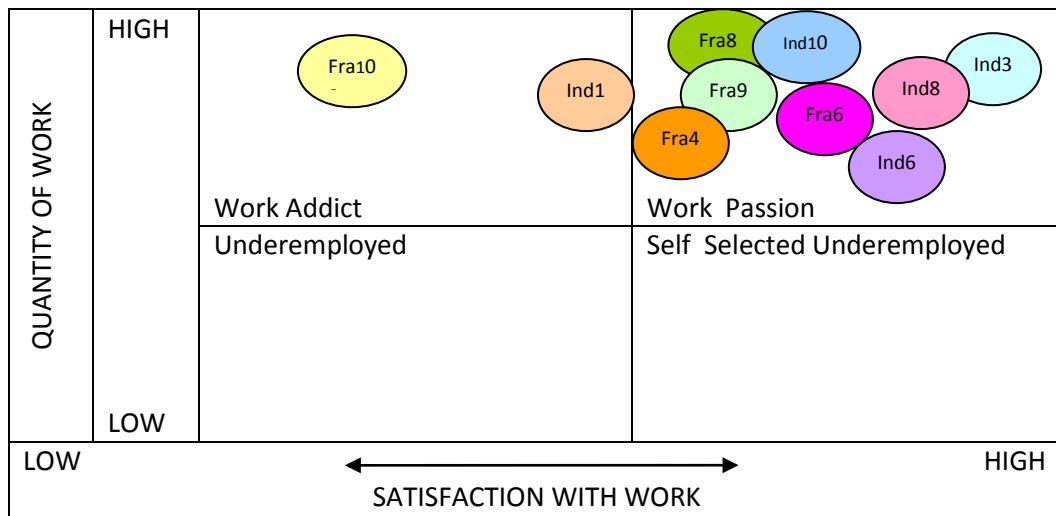 HIGH
Fra8
Ind10
Fra10
Ind3
Ind1
Fra9
Ind8
Fra6
Fra4
Ind6
Work Addict
Work Passion
QUANTITY OF WORK
Underemployed
Self Selected Underemployed
LOW
LOW
HIGH
SATISFACTION WITH WORK